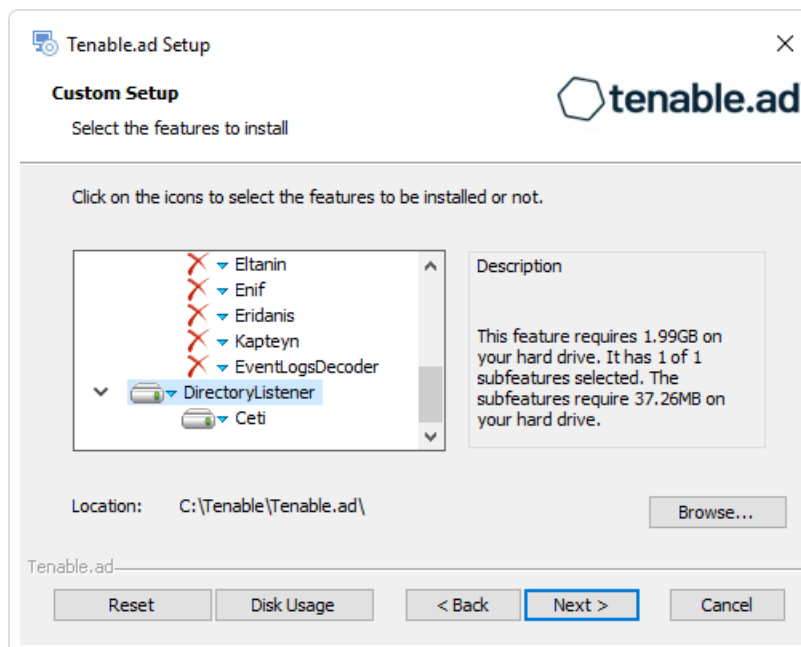 Tenable.ad Setup
Custom Setup
tenable.ad
Select the features to install
Click on the icons to select the features to be installed or not.
Eltanin
Enif
Eridanis
Kapteyn
EventLogsDecoder
DirectoryListener
Ceti
Description
This feature requires 1.99GB on
your hard drive. It has 1 of 1
subfeatures selected. The
subfeatures require 37.26MB on
your hard drive.
Location: C:\Tenable\Tenable.ad\
Browse...
Tenable.ad
Reset Disk Usage < Back Next > Cancel